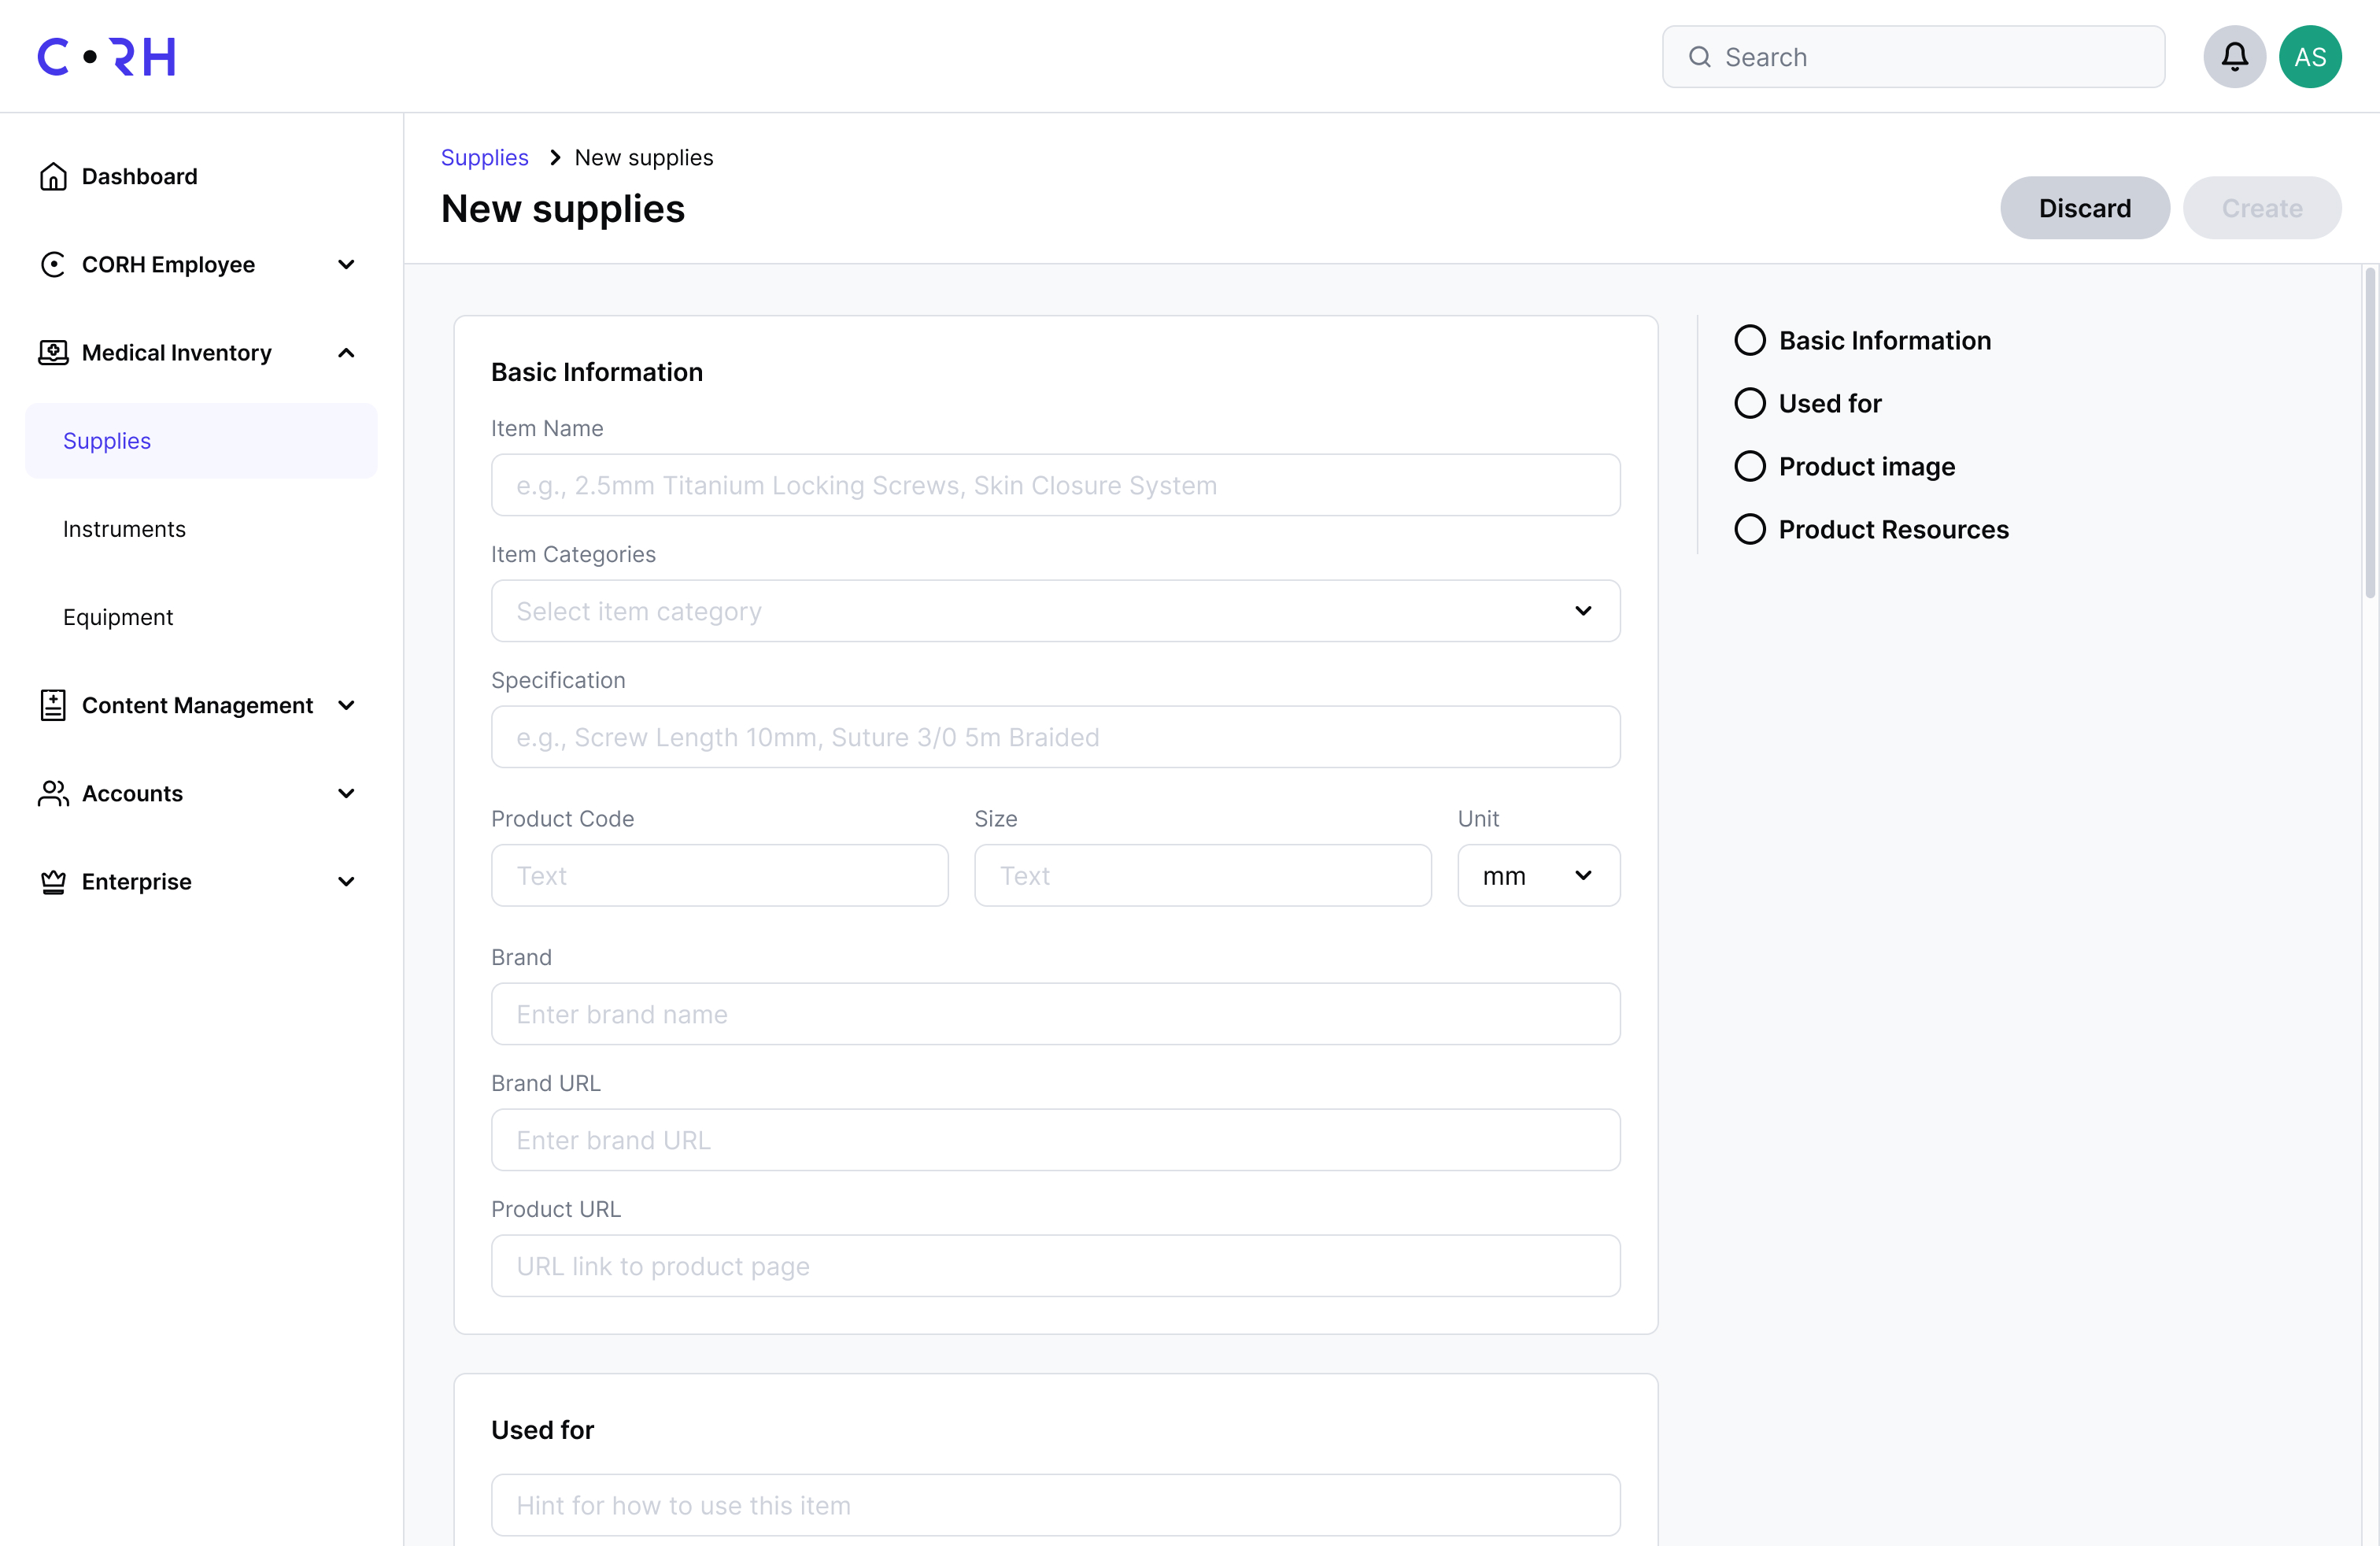 C•RH
Search
AS
Dashboard
CORH Employee
Medical Inventory
Supplies
Instruments
Equipment
Content Management
Accounts
Enterprise
Supplies > New supplies
New supplies
Discard
Create
Basic Information
Item Name
e.g., 2.5mm Titanium Locking Screws, Skin Closure System
Item Categories
Select item category
Specification
e.g., Screw Length 10mm, Suture 3/0 5m Braided
Product Code Size Unit
Text Text mm
Brand
Enter brand name
Brand URL
Enter brand URL
Product URL
URL link to product page
Used for
Hint for how to use this item
Basic Information
Used for
Product image
Product Resources